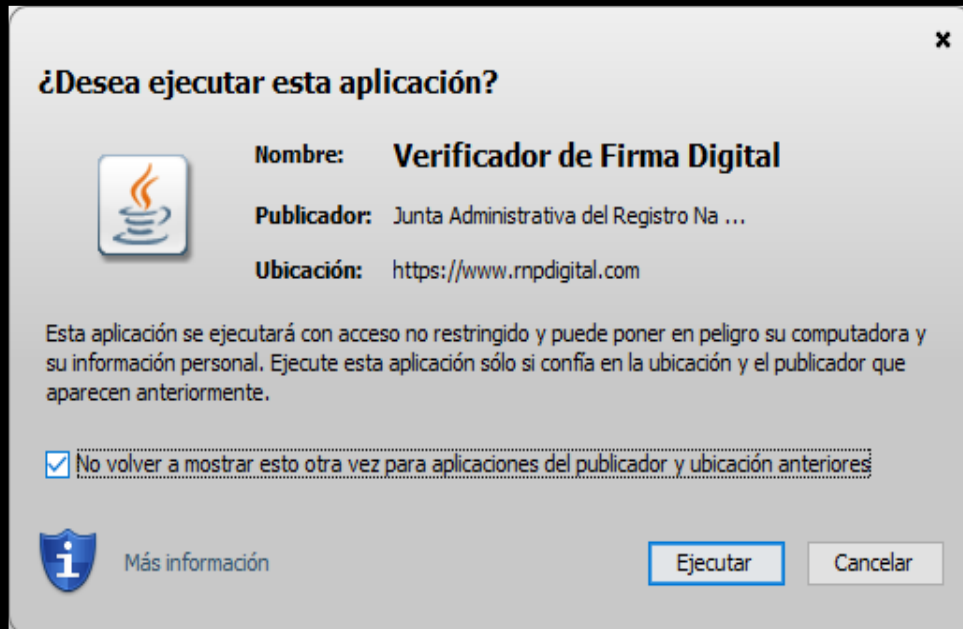 ¿Desea ejecutar esta aplicación?
Nombre: Verificador de Firma Digital
Publicador: Junta Administrativa del Registro Na ...
Ubicación: https://www.rnpdigital.com
Esta aplicación se ejecutará con acceso no restringido y puede poner en peligro su computadora y
su información personal. Ejecute esta aplicación sólo si confía en la ubicación y el publicador que
aparecen anteriormente.
No volver a mostrar esto otra vez para aplicaciones del publicador y ubicación anteriores
Más información
Ejecutar
Cancelar